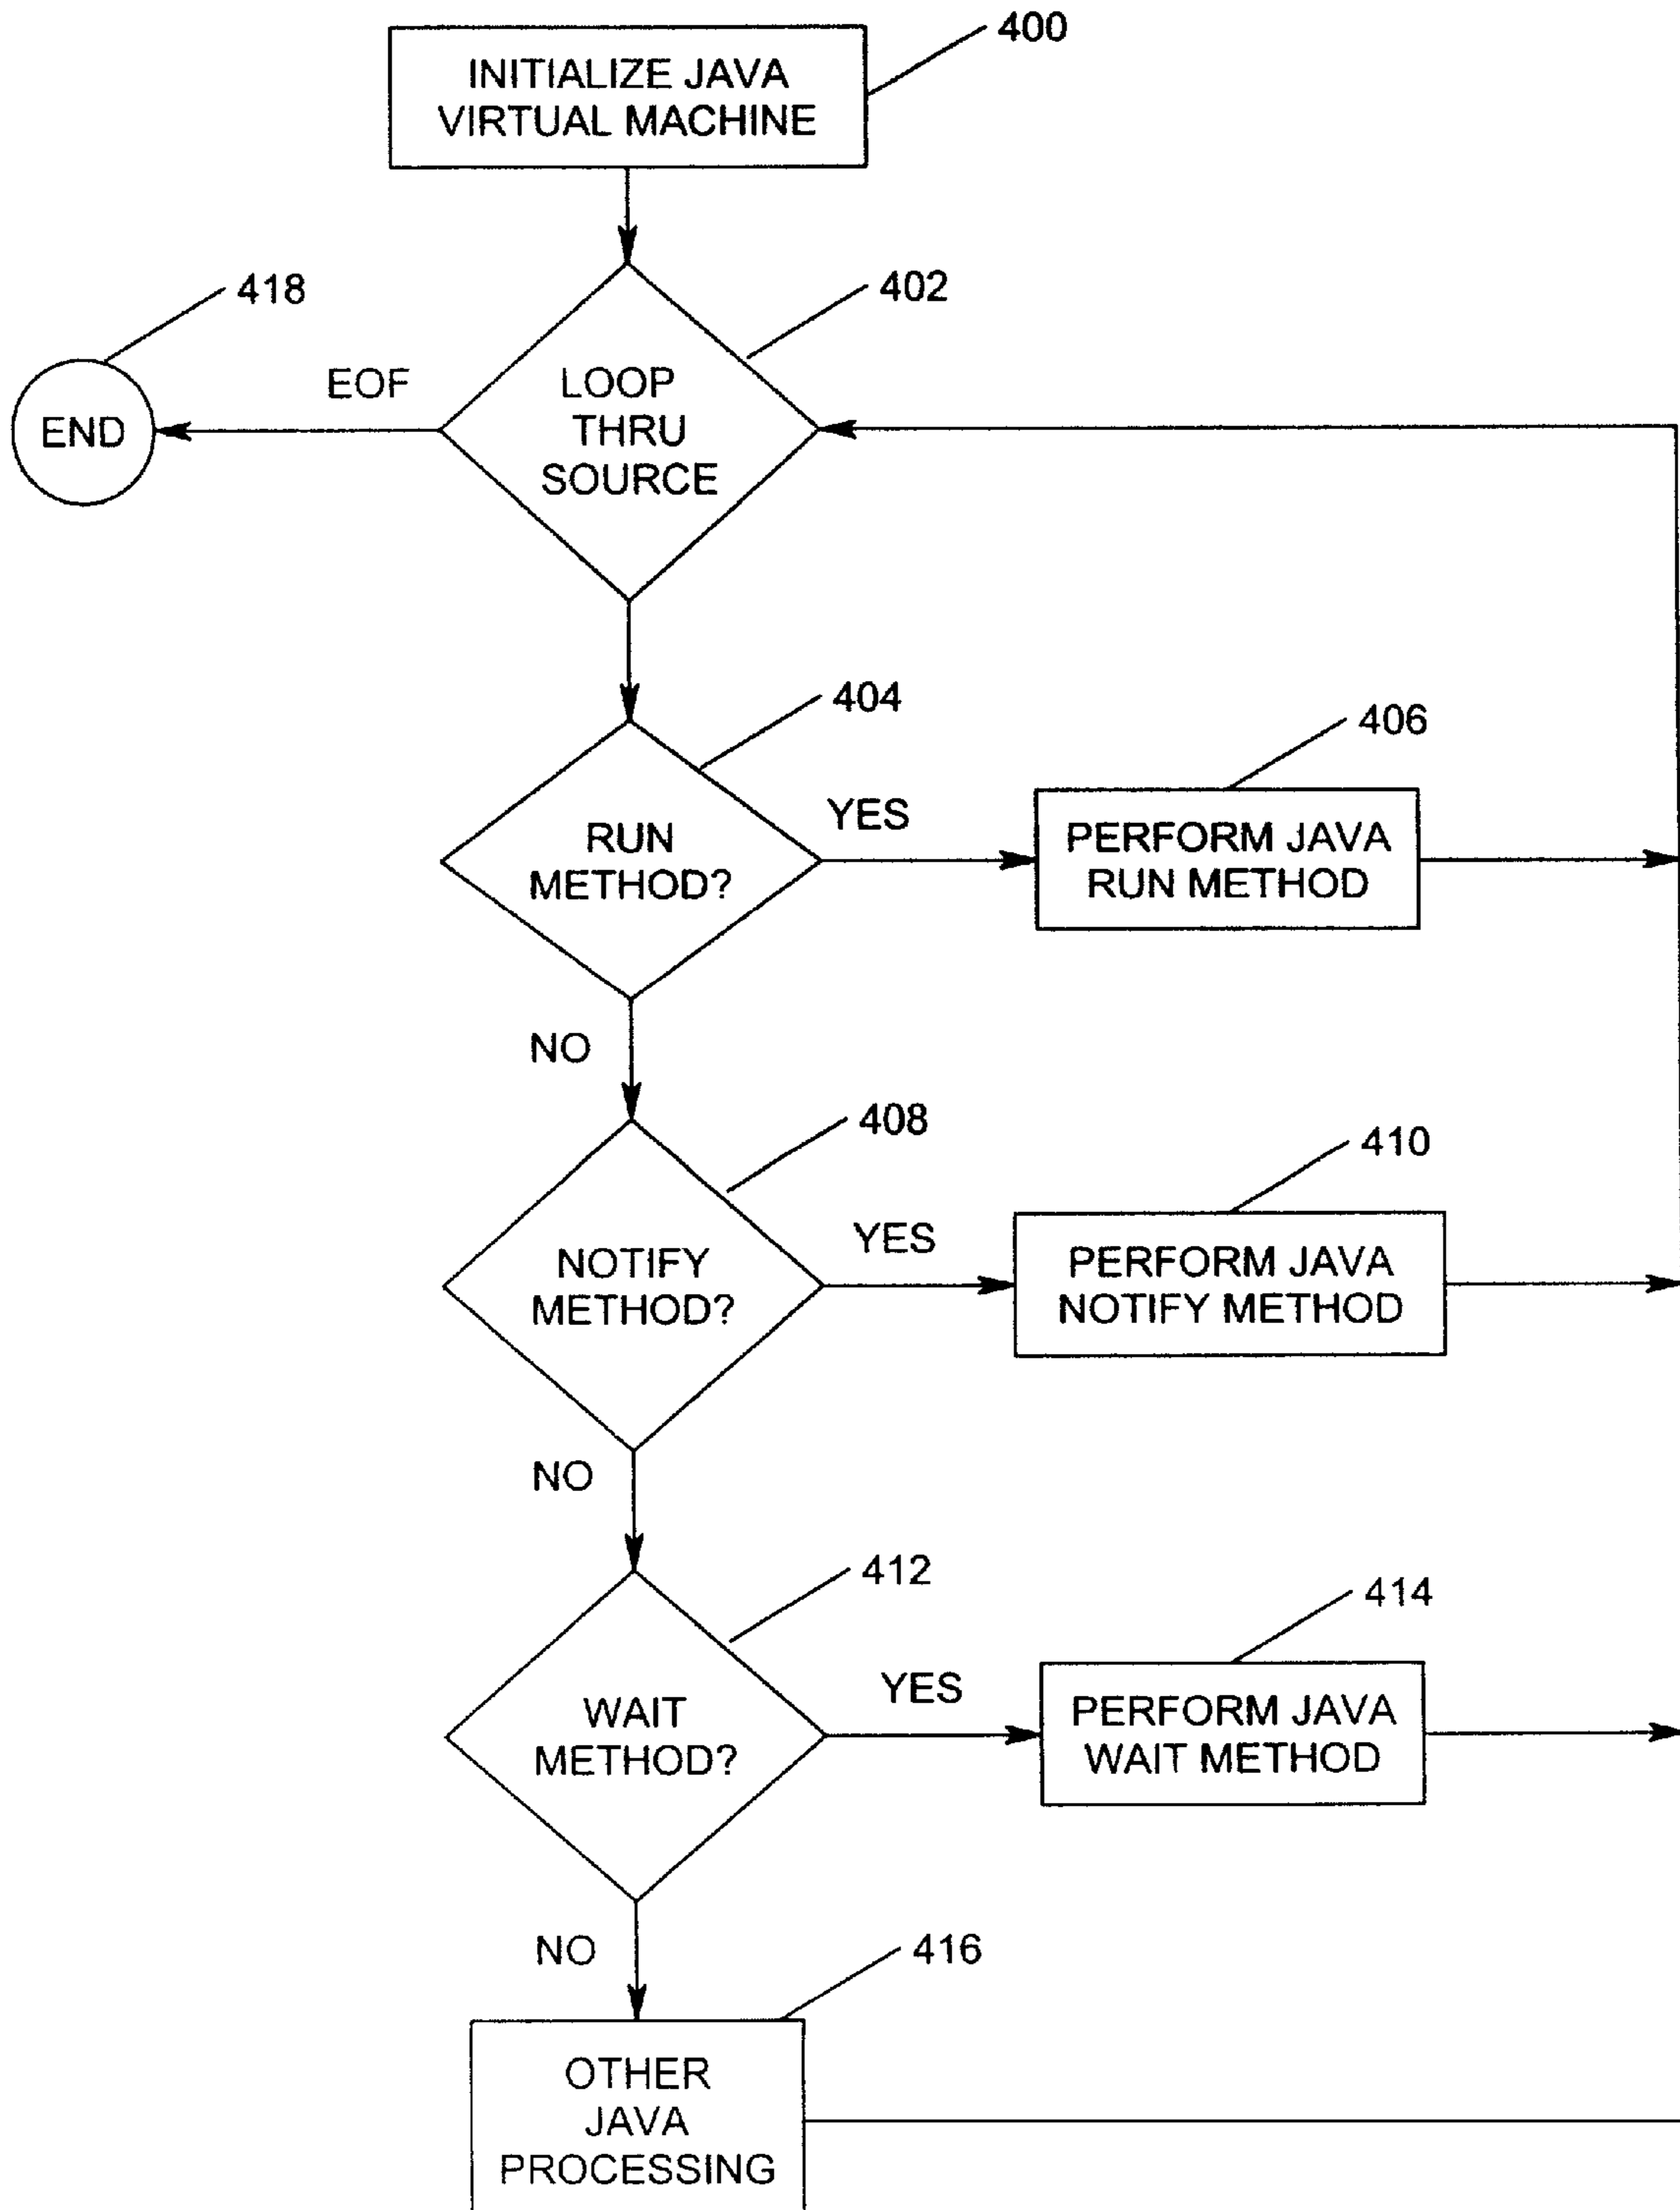 400
INITIALIZE JAVA
VIRTUAL MACHINE
418
402
EOF
END
LOOP
THRU
SOURCE
404
406
YES
RUN
METHOD?
PERFORM JAVA
RUN METHOD
NO
408
410
YES
NOTIFY
METHOD?
PERFORM JAVA
NOTIFY METHOD
NO
412
414
YES
WAIT
METHOD?
PERFORM JAVA
WAIT METHOD
NO
416
OTHER
JAVA
PROCESSING